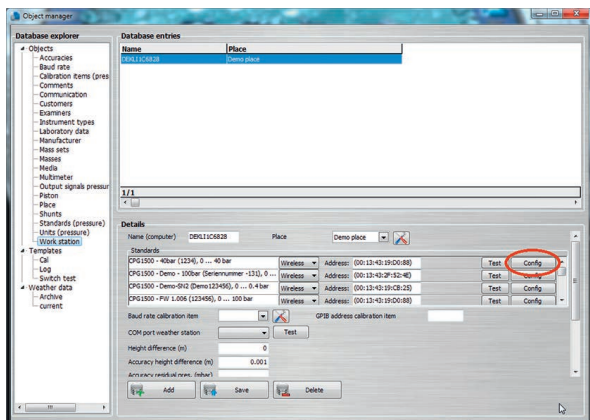 Object manager
Database explorer
Objects
Accuracies
Baud rate
Calibration items (pres
Comments
Communication
Customers
Examiners
Instrument types
Laboratory data
Manufacturer
Mass sets
Masses
Media
Multimeter
Output signals pressur
Piston
Place
Shunts
Standards (pressure)
Units (pressure)
Work station
Templates
Cal
Log
Switch test
Weather data
Archive
current
Database entries
Name Place
DEKLI1C6828 Demo place
1/1
Details
Name (computer) DEKLI1C6828 Place Demo place
Standards
CPG1500 - 40bar (1234), 0 ... 40 bar Wireless Address: (00:13:43:19:D0:88) Test Config
CPG1500 - Demo - 100bar (Seriennummer -131), 0 ... Wireless Address: (00:13:43:2F:52:4E) Test Config
CPG1500 - Demo-SN2 (Demo123456), 0 ... 0.4 bar Wireless Address: (00:13:43:19:CB:25) Test Config
CPG1500 - FW 1.006 (123456), 0 ... 100 bar Wireless Address: (00:13:43:19:D0:88) Test Config
Baud rate calibration item GPIB address calibration item
COM port weather station Test
Height difference (m) 0
Accuracy height difference (m) 0.001
Accuracy residual pres. (mbar)
Add Save Delete